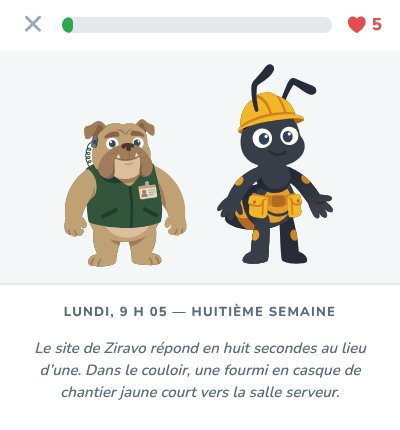 5
LUNDI, 9 H 05 — HUITIÈME SEMAINE
Le site de Ziravo répond en huit secondes au lieu
d'une. Dans le couloir, une fourmi en casque de
chantier jaune court vers la salle serveur.